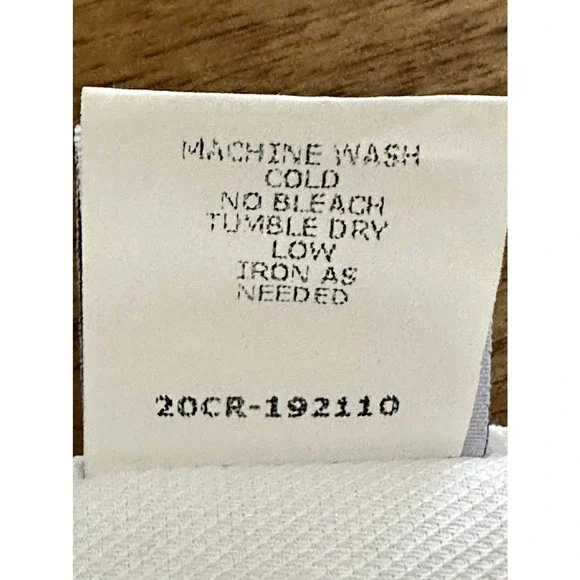 MACHINE WASH
COLD
NO BLEACH
TUMBLE DRY
LOW
IRON AS
NEEDED
20CR-192110